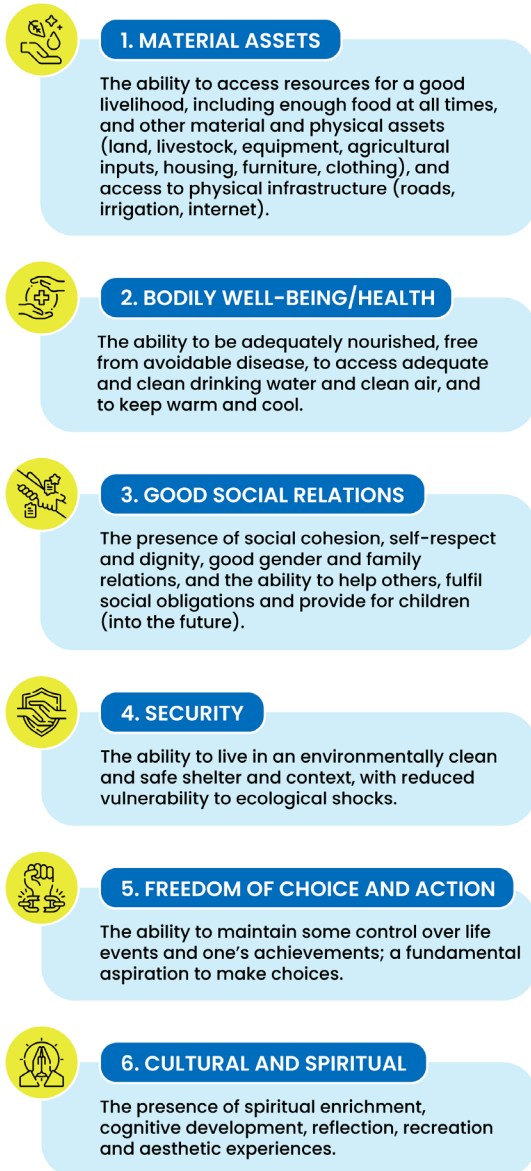 1. MATERIAL ASSETS
The ability to access resources for a good
livelihood, including enough food at all times,
and other material and physical assets
(land, livestock, equipment, agricultural
inputs, housing, furniture, clothing), and
access to physical infrastructure (roads,
irrigation, internet).
2. BODILY WELL-BEING/HEALTH
The ability to be adequately nourished, free
from avoidable disease, to access adequate
and clean drinking water and clean air, and
to keep warm and cool.
3. GOOD SOCIAL RELATIONS
The presence of social cohesion, self-respect
and dignity, good gender and family
relations, and the ability to help others, fulfil
social obligations and provide for children
(into the future).
4. SECURITY
The ability to live in an environmentally clean
and safe shelter and context, with reduced
vulnerability to ecological shocks.
5. FREEDOM OF CHOICE AND ACTION
The ability to maintain some control over life
events and one's achievements; a fundamental
aspiration to make choices.
6. CULTURAL AND SPIRITUAL
The presence of spiritual enrichment,
cognitive development, reflection, recreation
and aesthetic experiences.